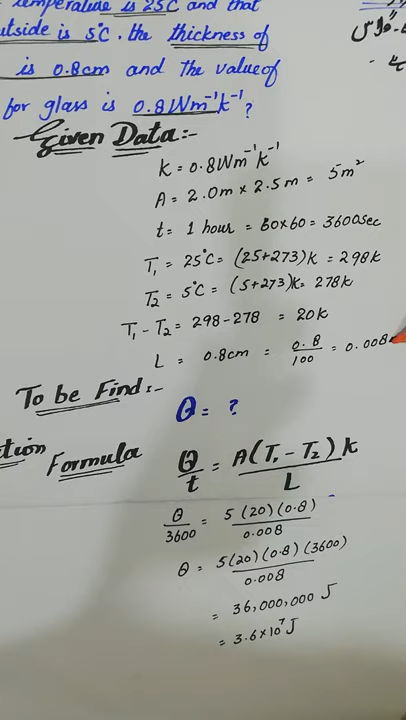 temperature is 25°C and that
utside is 5°C. the thickness of
is 0.8cm and The value of
for glass is 0.8Wm⁻¹k⁻¹?
Given Data:-
K = 0.8Wm⁻¹k⁻¹
A = 2.0m × 2.5m = 5m²
t = 1 hour = 60×60 = 3600sec
T₁ = 25°C = (25+273)K = 298K
T₂ = 5°C = (5+273)K = 278K
T₁ - T₂ = 298 - 278 = 20K
L = 0.8cm = 0.8/100 = 0.008
To be Find:-
Q = ?
Formula Q/t = A(T₁ - T₂)K/L
Q/3600 = 5(20)(0.8)/0.008
Q = 5(20)(0.8)(3600)/0.008
= 36,000,000 J
= 3.6×10⁷J